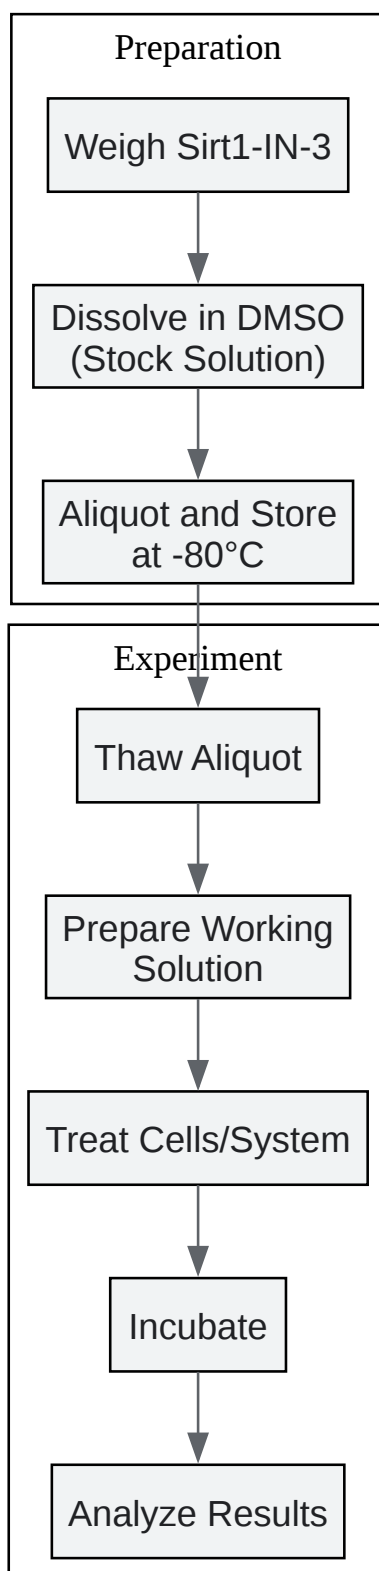 Preparation
Weigh Sirt1-IN-3
Dissolve in DMSO
(Stock Solution)
Aliquot and Store
at -80°C
Experiment
Thaw Aliquot
Prepare Working
Solution
Treat Cells/System
Incubate
Analyze Results